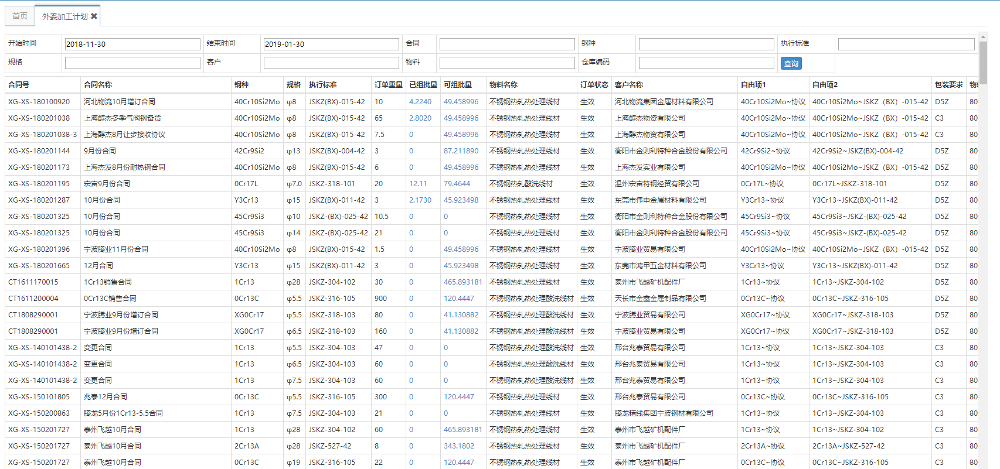 首页 外委加工计划 ✖
开始时间 2018-11-30 结束时间 2019-01-30 合同 钢种 执行标准
规格 客户 物料 仓库编码 查询
合同号 合同名称 钢种 规格 执行标准 订单重量 已组批量 可组批量 物料名称 订单状态 客户名称 自由项1 自由项2 包装要求
XG-XS-180100920 河北物流10月增订合同 40Cr10Si2Mo φ8 JSKZ(BX)-015-42 10 4.2240 49.458996 不锈钢热轧热处理线材 生效 河北物流集团金属材料有限公司 40Cr10Si2Mo~协议 40Cr10Si2Mo~JSKZ（BX）-015-42 D5Z 80
XG-XS-180201038 上海醇杰冬季气阀钢备货 40Cr10Si2Mo φ8 JSKZ(BX)-015-42 65 2.8020 49.458996 不锈钢热轧热处理线材 生效 上海醇杰物资有限公司 40Cr10Si2Mo~协议 40Cr10Si2Mo~JSKZ（BX）-015-42 C3 80
XG-XS-180201038-3 上海醇杰8月让步接收协议 40Cr10Si2Mo φ8 JSKZ(BX)-015-42 7.5 0 49.458996 不锈钢热轧热处理线材 生效 上海醇杰物资有限公司 40Cr10Si2Mo~协议 40Cr10Si2Mo~JSKZ（BX）-015-42 C3 80
XG-XS-180201144 9月份合同 42Cr9Si2 φ13 JSKZ(BX)-004-42 3 0 87.211890 不锈钢热轧热处理线材 生效 衡阳市金则利特种合金股份有限公司 42Cr9Si2~协议 42Cr9Si2~JSKZ(BX)-004-42 D5Z 80
XG-XS-180201173 上海杰发8月份耐热钢合同 40Cr10Si2Mo φ8 JSKZ(BX)-015-42 6 0 49.458996 不锈钢热轧热处理线材 生效 上海杰发实业有限公司 40Cr10Si2Mo~协议 40Cr10Si2Mo~JSKZ（BX）-015-42 D5Z 80
XG-XS-180201195 宏宙9月份合同 0Cr17L φ7.0 JSKZ-318-101 20 12.11 79.4644 不锈钢热轧酸洗线材 生效 温州宏宙特钢经贸有限公司 0Cr17L~协议 0Cr17L~JSKZ-318-101 D5Z 80
XG-XS-180201287 10月份合同 Y3Cr13 φ15 JSKZ(BX)-011-42 3 2.1730 45.923498 不锈钢热轧热处理线材 生效 东莞市伟申金属材料有限公司 Y3Cr13~协议 Y3Cr13~JSKZ(BX)-011-42 D5Z 80
XG-XS-180201325 10月份合同 45Cr9Si3 φ10 JSKZ-(BX)-025-42 10.5 0 0 不锈钢热轧热处理线材 生效 衡阳市金则利特种合金股份有限公司 45Cr9Si3~协议 45Cr9Si3~JSKZ-(BX)-025-42 D5Z 80
XG-XS-180201325 10月份合同 45Cr9Si3 φ14 JSKZ-(BX)-025-42 21 0 0 不锈钢热轧热处理线材 生效 衡阳市金则利特种合金股份有限公司 45Cr9Si3~协议 45Cr9Si3~JSKZ-(BX)-025-42 D5Z 80
XG-XS-180201396 宁波腾业11月份合同 40Cr10Si2Mo φ8 JSKZ(BX)-015-42 1.5 0 49.458996 不锈钢热轧热处理线材 生效 宁波腾业贸易有限公司 40Cr10Si2Mo~协议 40Cr10Si2Mo~JSKZ（BX）-015-42 D5Z 80
XG-XS-180201665 12月合同 Y3Cr13 φ15 JSKZ(BX)-011-42 3 0 45.923498 不锈钢热轧热处理线材 生效 东莞市鸿甲五金材料有限公司 Y3Cr13~协议 Y3Cr13~JSKZ(BX)-011-42 D5Z 80
CT1611170015 1Cr13销售合同 1Cr13 φ28 JSKZ-304-102 30 0 465.893181 不锈钢热轧热处理线材 生效 泰州市飞越矿机配件厂 1Cr13~协议 1Cr13~JSKZ-304-102 D5Z 80
CT1611200004 0Cr13C销售合同 0Cr13C φ5.5 JSKZ-316-105 900 0 120.4447 不锈钢热轧热处理酸洗线材 生效 天长市金鑫金属制品有限公司 0Cr13C~协议 0Cr13C~JSKZ-316-105 D5Z 80
CT1808290001 宁波腾业9月份增订合同 XG0Cr17 φ5.5 JSKZ-318-103 80 0 41.130882 不锈钢热轧热处理酸洗线材 生效 宁波腾业贸易有限公司 XG0Cr17~协议 XG0Cr17~JSKZ-318-103 D5Z 80
CT1808290001 宁波腾业9月份增订合同 XG0Cr17 φ6.5 JSKZ-318-103 160 0 41.130882 不锈钢热轧热处理酸洗线材 生效 宁波腾业贸易有限公司 XG0Cr17~协议 XG0Cr17~JSKZ-318-103 D5Z 80
XG-XS-140101438-2 变更合同 1Cr13 φ5.5 JSKZ-304-103 47 0 0 不锈钢热轧热处理酸洗线材 生效 邢台兆泰贸易有限公司 1Cr13~协议 1Cr13~JSKZ-304-103 C3 80
XG-XS-140101438-2 变更合同 1Cr13 φ6.5 JSKZ-304-103 60 0 0 不锈钢热轧热处理酸洗线材 生效 邢台兆泰贸易有限公司 1Cr13~协议 1Cr13~JSKZ-304-103 C3 80
XG-XS-140101438-2 变更合同 1Cr13 φ7.5 JSKZ-304-103 60 0 0 不锈钢热轧热处理酸洗线材 生效 邢台兆泰贸易有限公司 1Cr13~协议 1Cr13~JSKZ-304-103 C3 80
XG-XS-150101805 兆泰12月合同 0Cr13C φ5.5 JSKZ-316-105 300 0 120.4447 不锈钢热轧热处理线材 生效 邢台兆泰贸易有限公司 0Cr13C~协议 0Cr13C~JSKZ-316-105 C3 80
XG-XS-150200863 腾龙5月份1Cr13-5.5合同 1Cr13 φ7.5 JSKZ-304-103 21 0 0 不锈钢热轧热处理线材 生效 腾龙精线集团宁波钢材有限公司 1Cr13~协议 1Cr13~JSKZ-304-103 C3 80
XG-XS-150201727 泰州飞越10月合同 1Cr13 φ28 JSKZ-304-102 60 0 465.893181 不锈钢热轧热处理线材 生效 泰州市飞越矿机配件厂 1Cr13~协议 1Cr13~JSKZ-304-102 C3 80
XG-XS-150201727 泰州飞越10月合同 2Cr13A φ28 JSKZ-527-42 8 0 343.1802 不锈钢热轧热处理线材 生效 泰州市飞越矿机配件厂 2Cr13A~协议 2Cr13A~JSKZ-527-42 C3 80
XG-XS-150201727 泰州飞越10月合同 0Cr13C φ19 JSKZ-316-105 22 0 120.4447 不锈钢热轧热处理线材 生效 泰州市飞越矿机配件厂 0Cr13C~协议 0Cr13C~JSKZ-316-105 C3 80